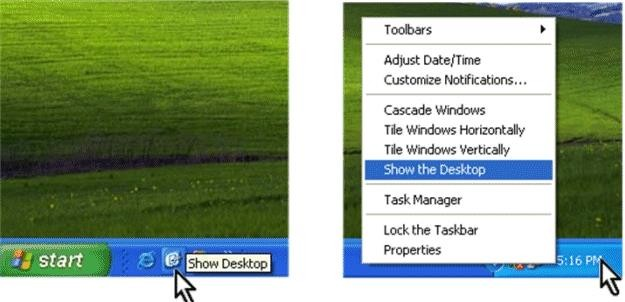 start
Show Desktop
Toolbars
Adjust Date/Time
Customize Notifications...
Cascade Windows
Tile Windows Horizontally
Tile Windows Vertically
Show the Desktop
Task Manager
Lock the Taskbar
Properties
5:16 PM